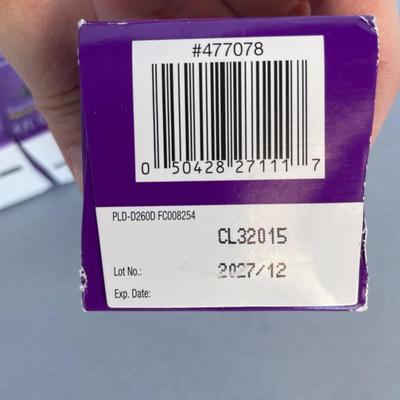 #477078
0 50428 27111 7
PLD-D260D FC008254
CL32015
Lot No.: 2027/12
Exp. Date: